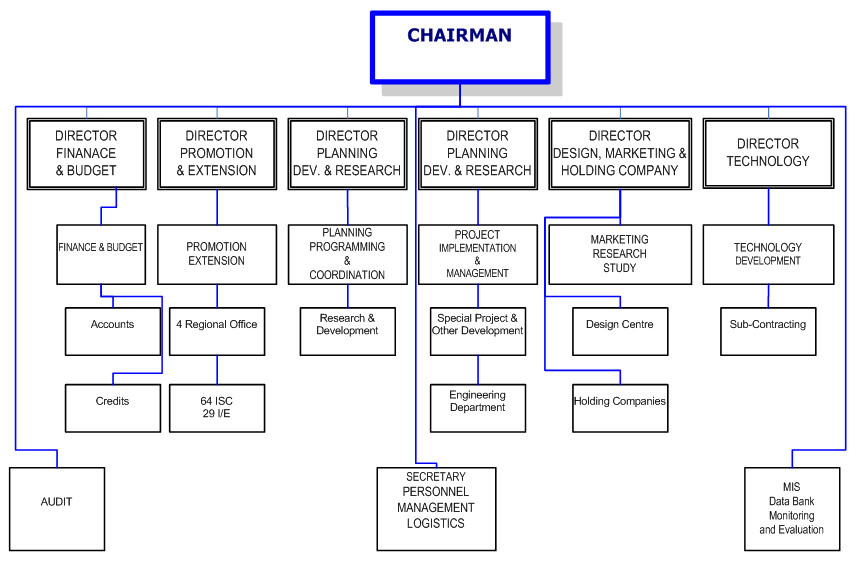 CHAIRMAN
DIRECTOR
FINANACE
& BUDGET
DIRECTOR
PROMOTION
& EXTENSION
DIRECTOR
PLANNING
DEV. & RESEARCH
DIRECTOR
PLANNING
DEV. & RESEARCH
DIRECTOR
DESIGN, MARKETING &
HOLDING COMPANY
DIRECTOR
TECHNOLOGY
FINANCE & BUDGET
PROMOTION
EXTENSION
PLANNING
PROGRAMMING
&
COORDINATION
PROJECT
IMPLEMENTATION
&
MANAGEMENT
MARKETING
RESEARCH
STUDY
TECHNOLOGY
DEVELOPMENT
Accounts
4 Regional Office
Research &
Development
Special Project &
Other Development
Design Centre
Sub-Contracting
Credits
64 ISC
29 I/E
Engineering
Department
Holding Companies
AUDIT
SECRETARY
PERSONNEL
MANAGEMENT
LOGISTICS
MIS
Data Bank
Monitoring
and Evaluation